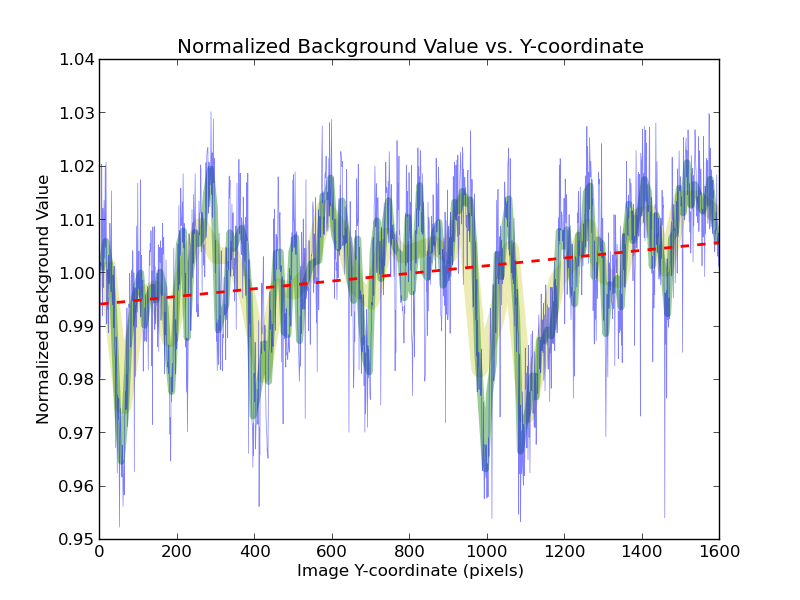 Normalized Background Value vs. Y-coordinate
1.04
1.03
1.02
1.01
1.00
0.99
0.98
0.97
0.96
0.95
Normalized Background Value
0 200 400 600 800 1000 1200 1400 1600
Image Y-coordinate (pixels)